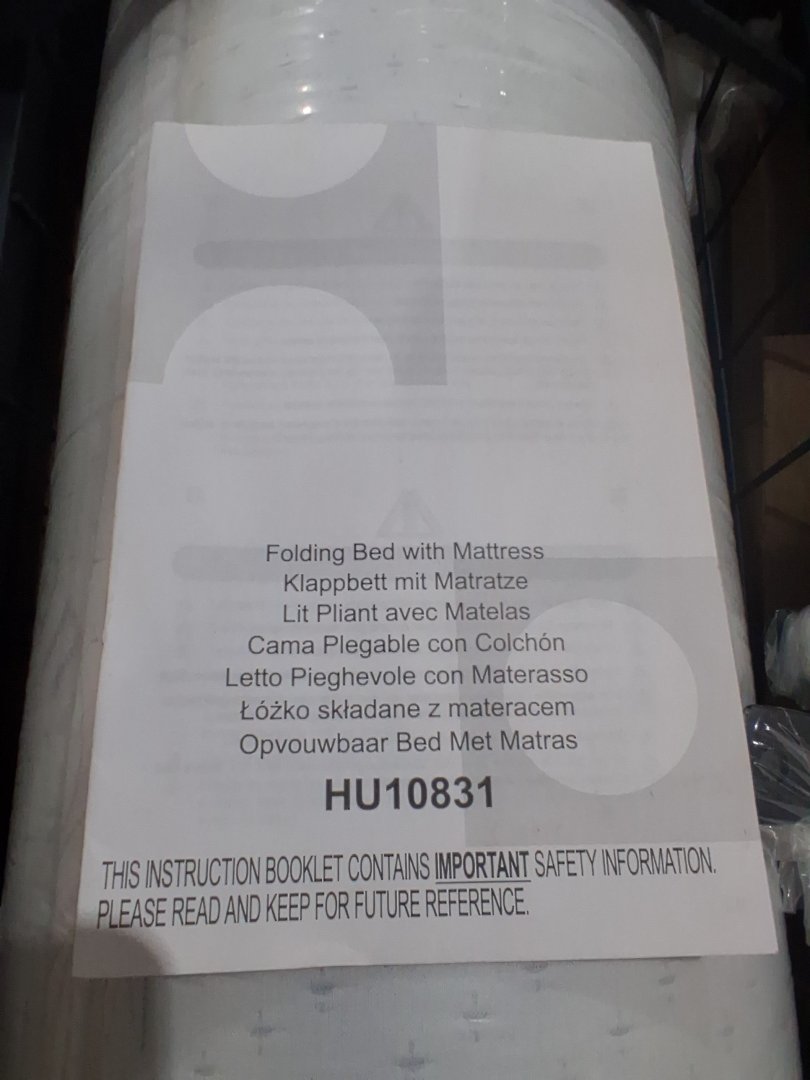 Folding Bed with Mattress
Klappbett mit Matratze
Lit Pliant avec Matelas
Cama Plegable con Colchón
Letto Pieghevole con Materasso
Łóżko składane z materacem
Opvouwbaar Bed Met Matras
HU10831
THIS INSTRUCTION BOOKLET CONTAINS IMPORTANT SAFETY INFORMATION.
PLEASE READ AND KEEP FOR FUTURE REFERENCE.